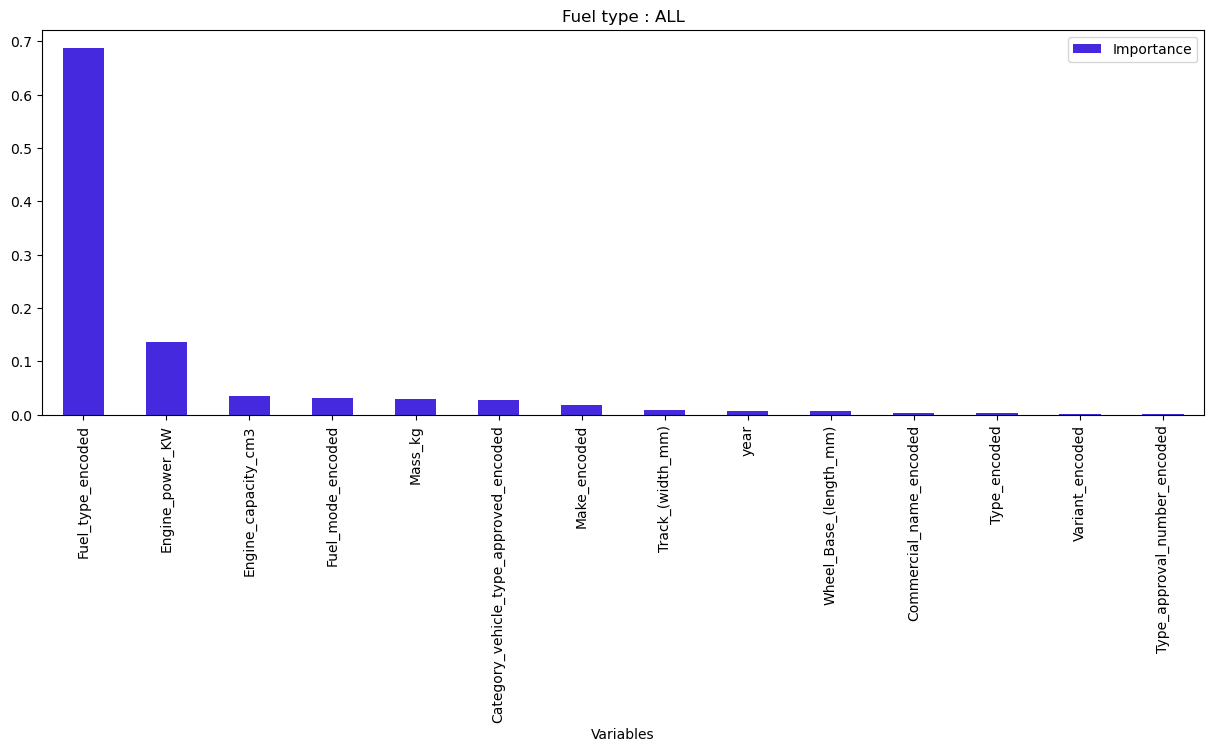 Fuel type : ALL
Importance
0.7
0.6
0.5
0.4
0.3
0.2
0.1
0.0
Fuel_type_encoded
Engine_power_KW
Engine_capacity_cm3
Fuel_mode_encoded
Mass_kg
Category_vehicle_type_approved_encoded
Make_encoded
Track_(width_mm)
year
Wheel_Base_(length_mm)
Commercial_name_encoded
Type_encoded
Variant_encoded
Type_approval_number_encoded
Variables